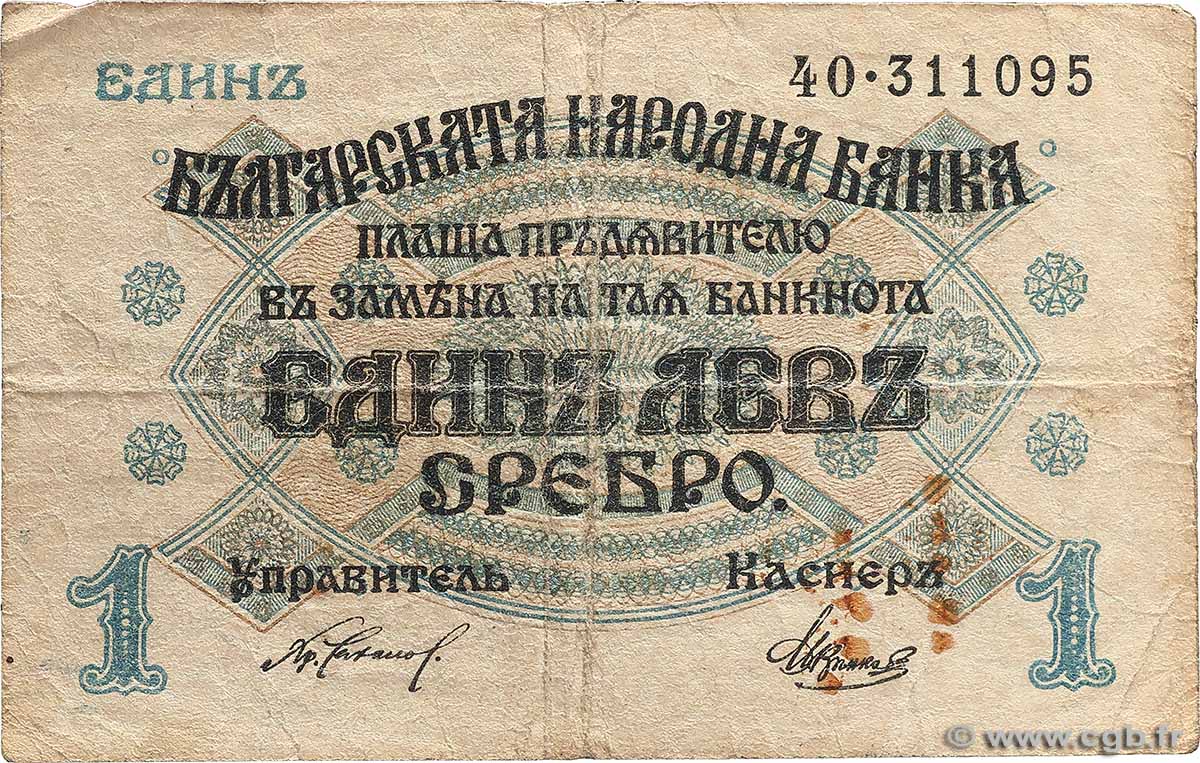 ЕДИНЪ
40·311095
БЪЛГАРСКАТА НАРОДНА БАНКА
ПЛАЩА ПРѢДЯВИТЕЛЮ
ВЪ ЗАМѢНА НА ТАЯ БАНКНОТА
ЕДИНЪ ЛЕВЪ
СРЕБРО.
УПРАВИТЕЛЬ
КАСИЕРЪ
1
1
© www.cgb.fr